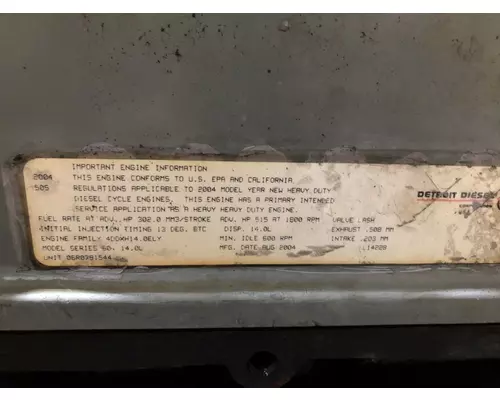 IMPORTANT ENGINE INFORMATION
2004 THIS ENGINE CONFORMS TO U.S. EPA AND CALIFORNIA
50S REGULATIONS APPLICABLE TO 2004 MODEL YEAR NEW HEAVY DUTY
DIESEL CYCLE ENGINES, THIS ENGINE HAS A PRIMARY INTENDED
SERVICE APPLICATION AS A HEAVY HEAVY DUTY ENGINE.
DETROIT DIESEL
FUEL RATE AT ADV. HP 302.0 MM3/STROKE ADV. HP 515 AT 1800 RPM VALVE LASH
INITIAL INJECTION TIMING 13 DEG. BTC DISP. 14.0L EXHAUST .508 MM
ENGINE FAMILY 4DDXH14.0ELY MIN. IDLE 600 RPM INTAKE .203 MM
MODEL SERIES 60, 14.0L MFG. DATE AUG 2004 L14228
UNIT 06R0791544